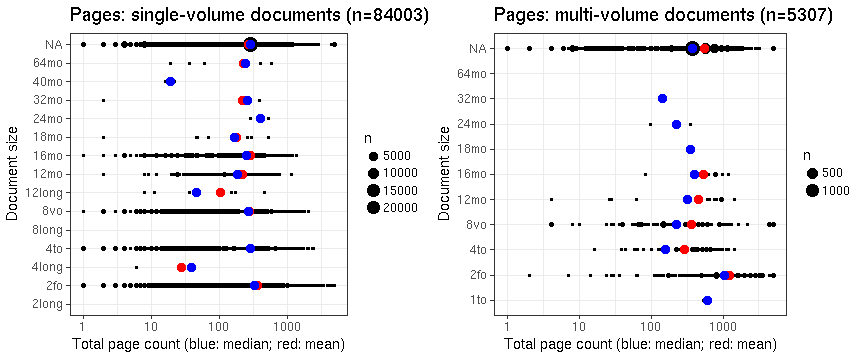 Pages: single-volume documents (n=84003)
Document size
NA
64mo
40mo
32mo
24mo
18mo
16mo
12mo
12long
8vo
8long
4to
4long
2fo
2long
1
10
100
1000
Total page count (blue: median; red: mean)
n
5000
10000
15000
20000
Pages: multi-volume documents (n=5307)
Document size
NA
64mo
32mo
24mo
18mo
16mo
12mo
8vo
4to
2fo
1to
1
10
100
1000
Total page count (blue: median; red: mean)
n
500
1000